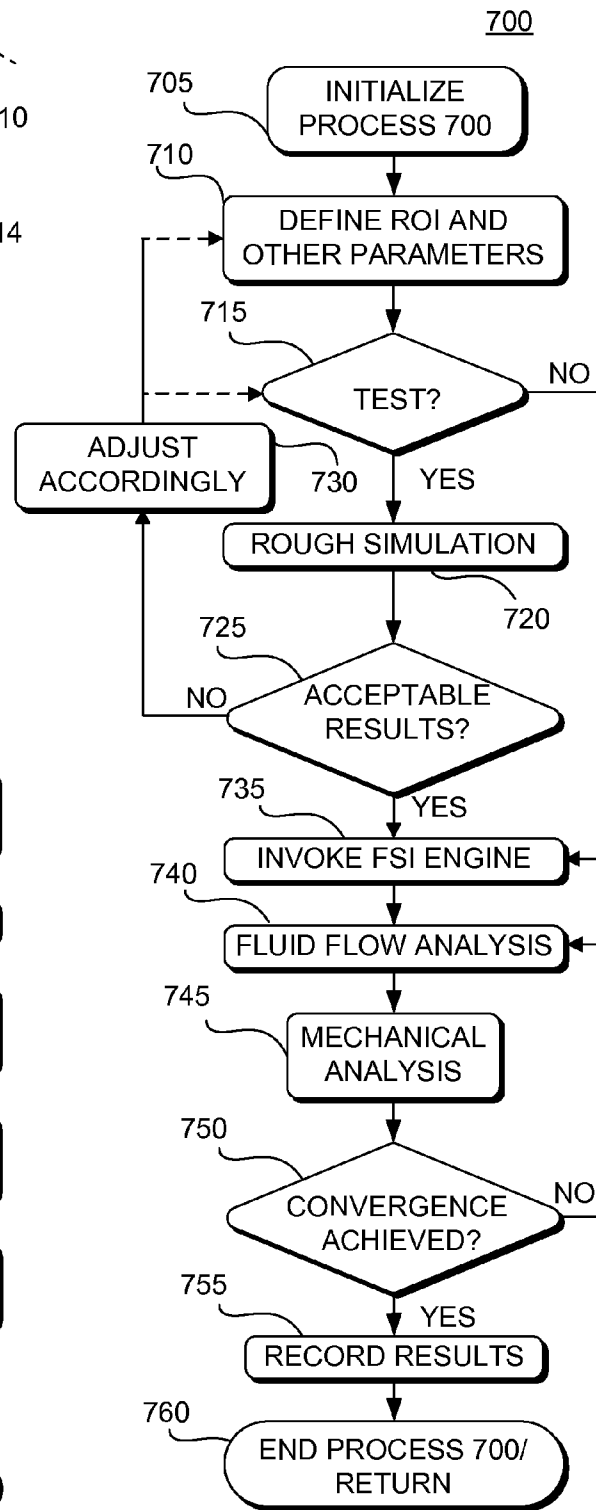 700
705
INITIALIZE
PROCESS 700
10
710
DEFINE ROI AND
OTHER PARAMETERS
14
715
TEST?
NO
ADJUST
ACCORDINGLY
730
YES
ROUGH SIMULATION
720
725
NO
ACCEPTABLE
RESULTS?
YES
735
INVOKE FSI ENGINE
740
FLUID FLOW ANALYSIS
745
MECHANICAL
ANALYSIS
750
NO
CONVERGENCE
ACHIEVED?
755
YES
RECORD RESULTS
760
END PROCESS 700/
RETURN